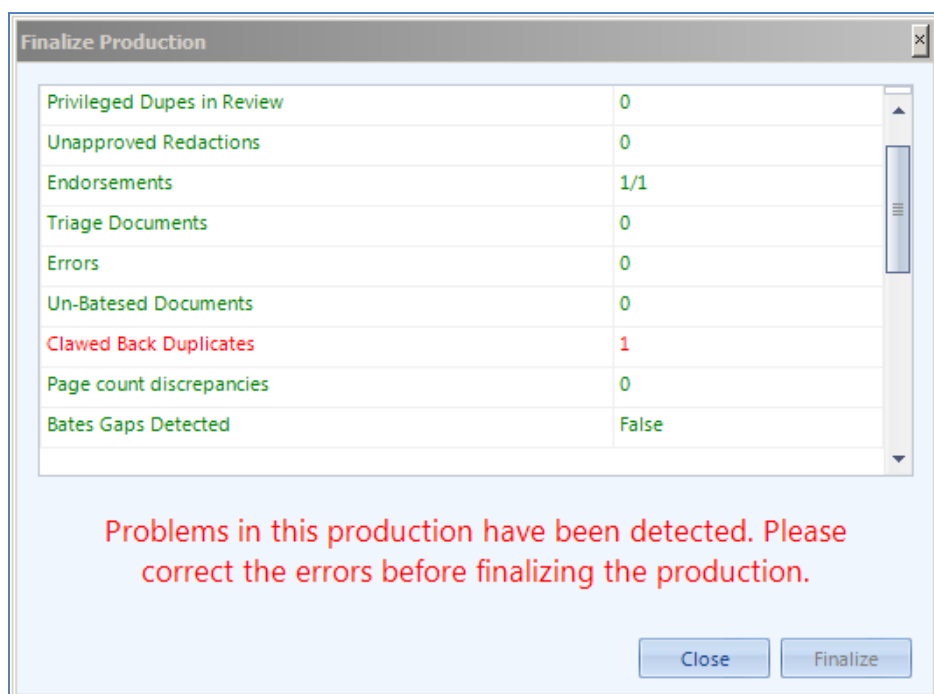 Finalize Production
Privileged Dupes in Review 0
Unapproved Redactions 0
Endorsements 1/1
Triage Documents 0
Errors 0
Un-Batesed Documents 0
Clawed Back Duplicates 1
Page count discrepancies 0
Bates Gaps Detected False
Problems in this production have been detected. Please
correct the errors before finalizing the production.
Close Finalize